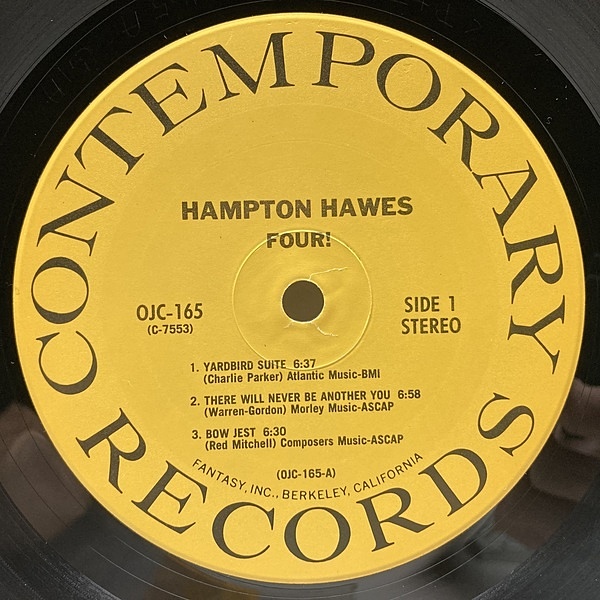 CONTEMPORARY
HAMPTON HAWES
FOUR!
OJC-165
(C-7553)
SIDE 1
STEREO
1. YARDBIRD SUITE 6:37
(Charlie Parker) Atlantic Music-BMI
2. THERE WILL NEVER BE ANOTHER YOU 6:58
(Warren-Gordon) Morley Music-ASCAP
3. BOW JEST 6:30
(Red Mitchell) Composers Music-ASCAP
(OJC-165-A)
FANTASY, INC., BERKELEY, CALIFORNIA
RECORDS